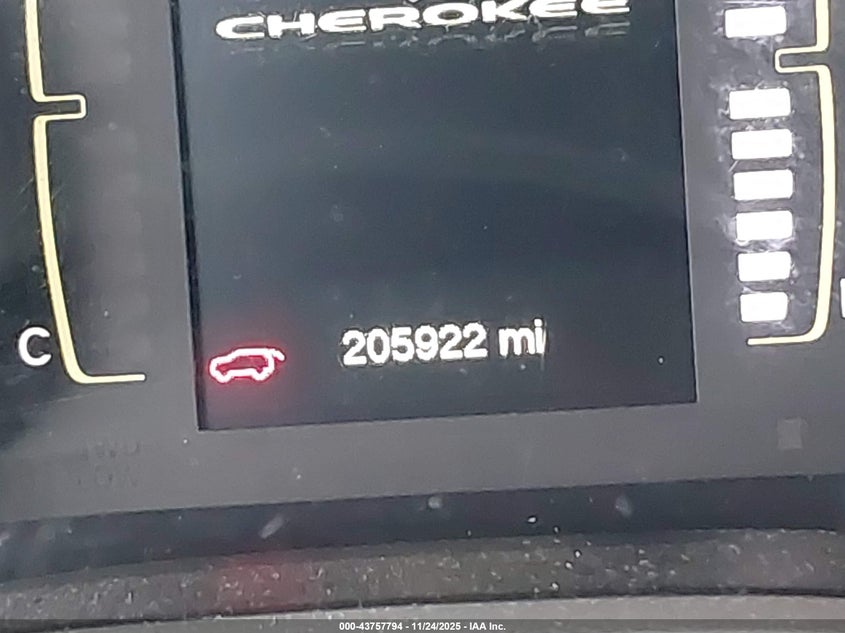 CHEROKEE
C
205922 mi
000-43757794 - 11/24/2025 - IAA Inc.